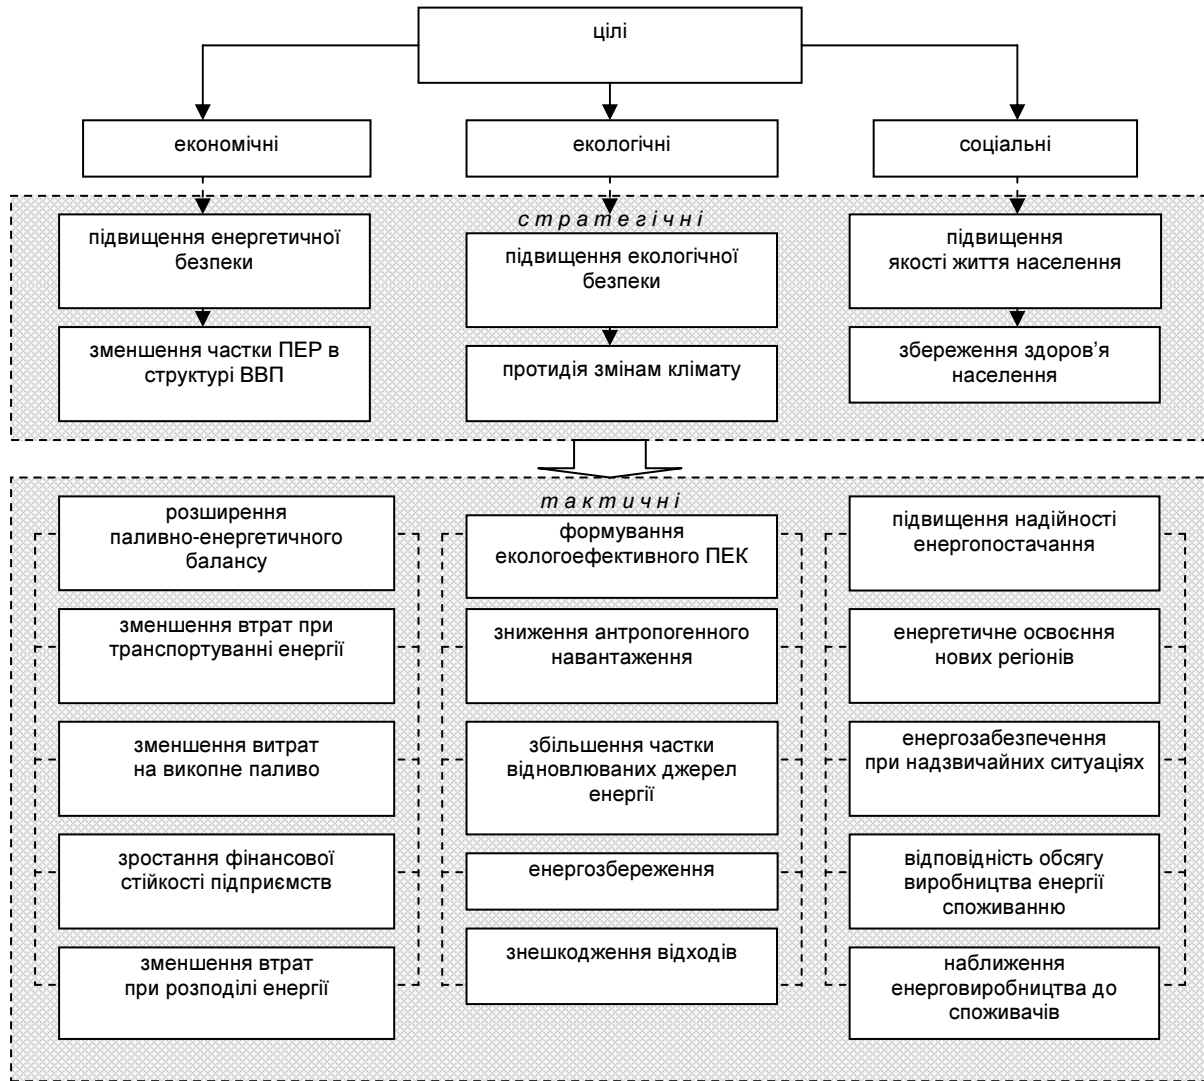 цілі
економічні
екологічні
соціальні
стратегічні
підвищення енергетичної
безпеки
підвищення екологічної
безпеки
підвищення
якості життя населення
зменшення частки ПЕР в
структурі ВВП
протидія змінам клімату
збереження здоров’я
населення
тактичні
розширення
паливно-енергетичного
балансу
формування
екологоефективного ПЕК
підвищення надійності
енергопостачання
зменшення втрат при
транспортуванні енергії
зниження антропогенного
навантаження
енергетичне освоєння
нових регіонів
зменшення витрат
на викопне паливо
збільшення частки
відновлюваних джерел
енергії
енергозабезпечення
при надзвичайних ситуаціях
зростання фінансової
стійкості підприємств
енергозбереження
відповідність обсягу
виробництва енергії
споживанню
зменшення втрат
при розподілі енергії
знешкодження відходів
наближення
енерговиробництва до
споживачів